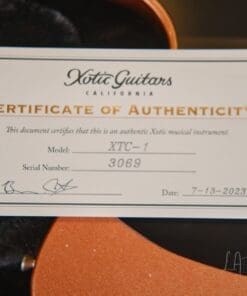 Xotic Guitars
CALIFORNIA
CERTIFICATE OF AUTHENTICITY
This document certifies that this is an authentic Xotic musical instrument.
Model: XTC-1
Serial Number: 3069
Date: 7-13-2023